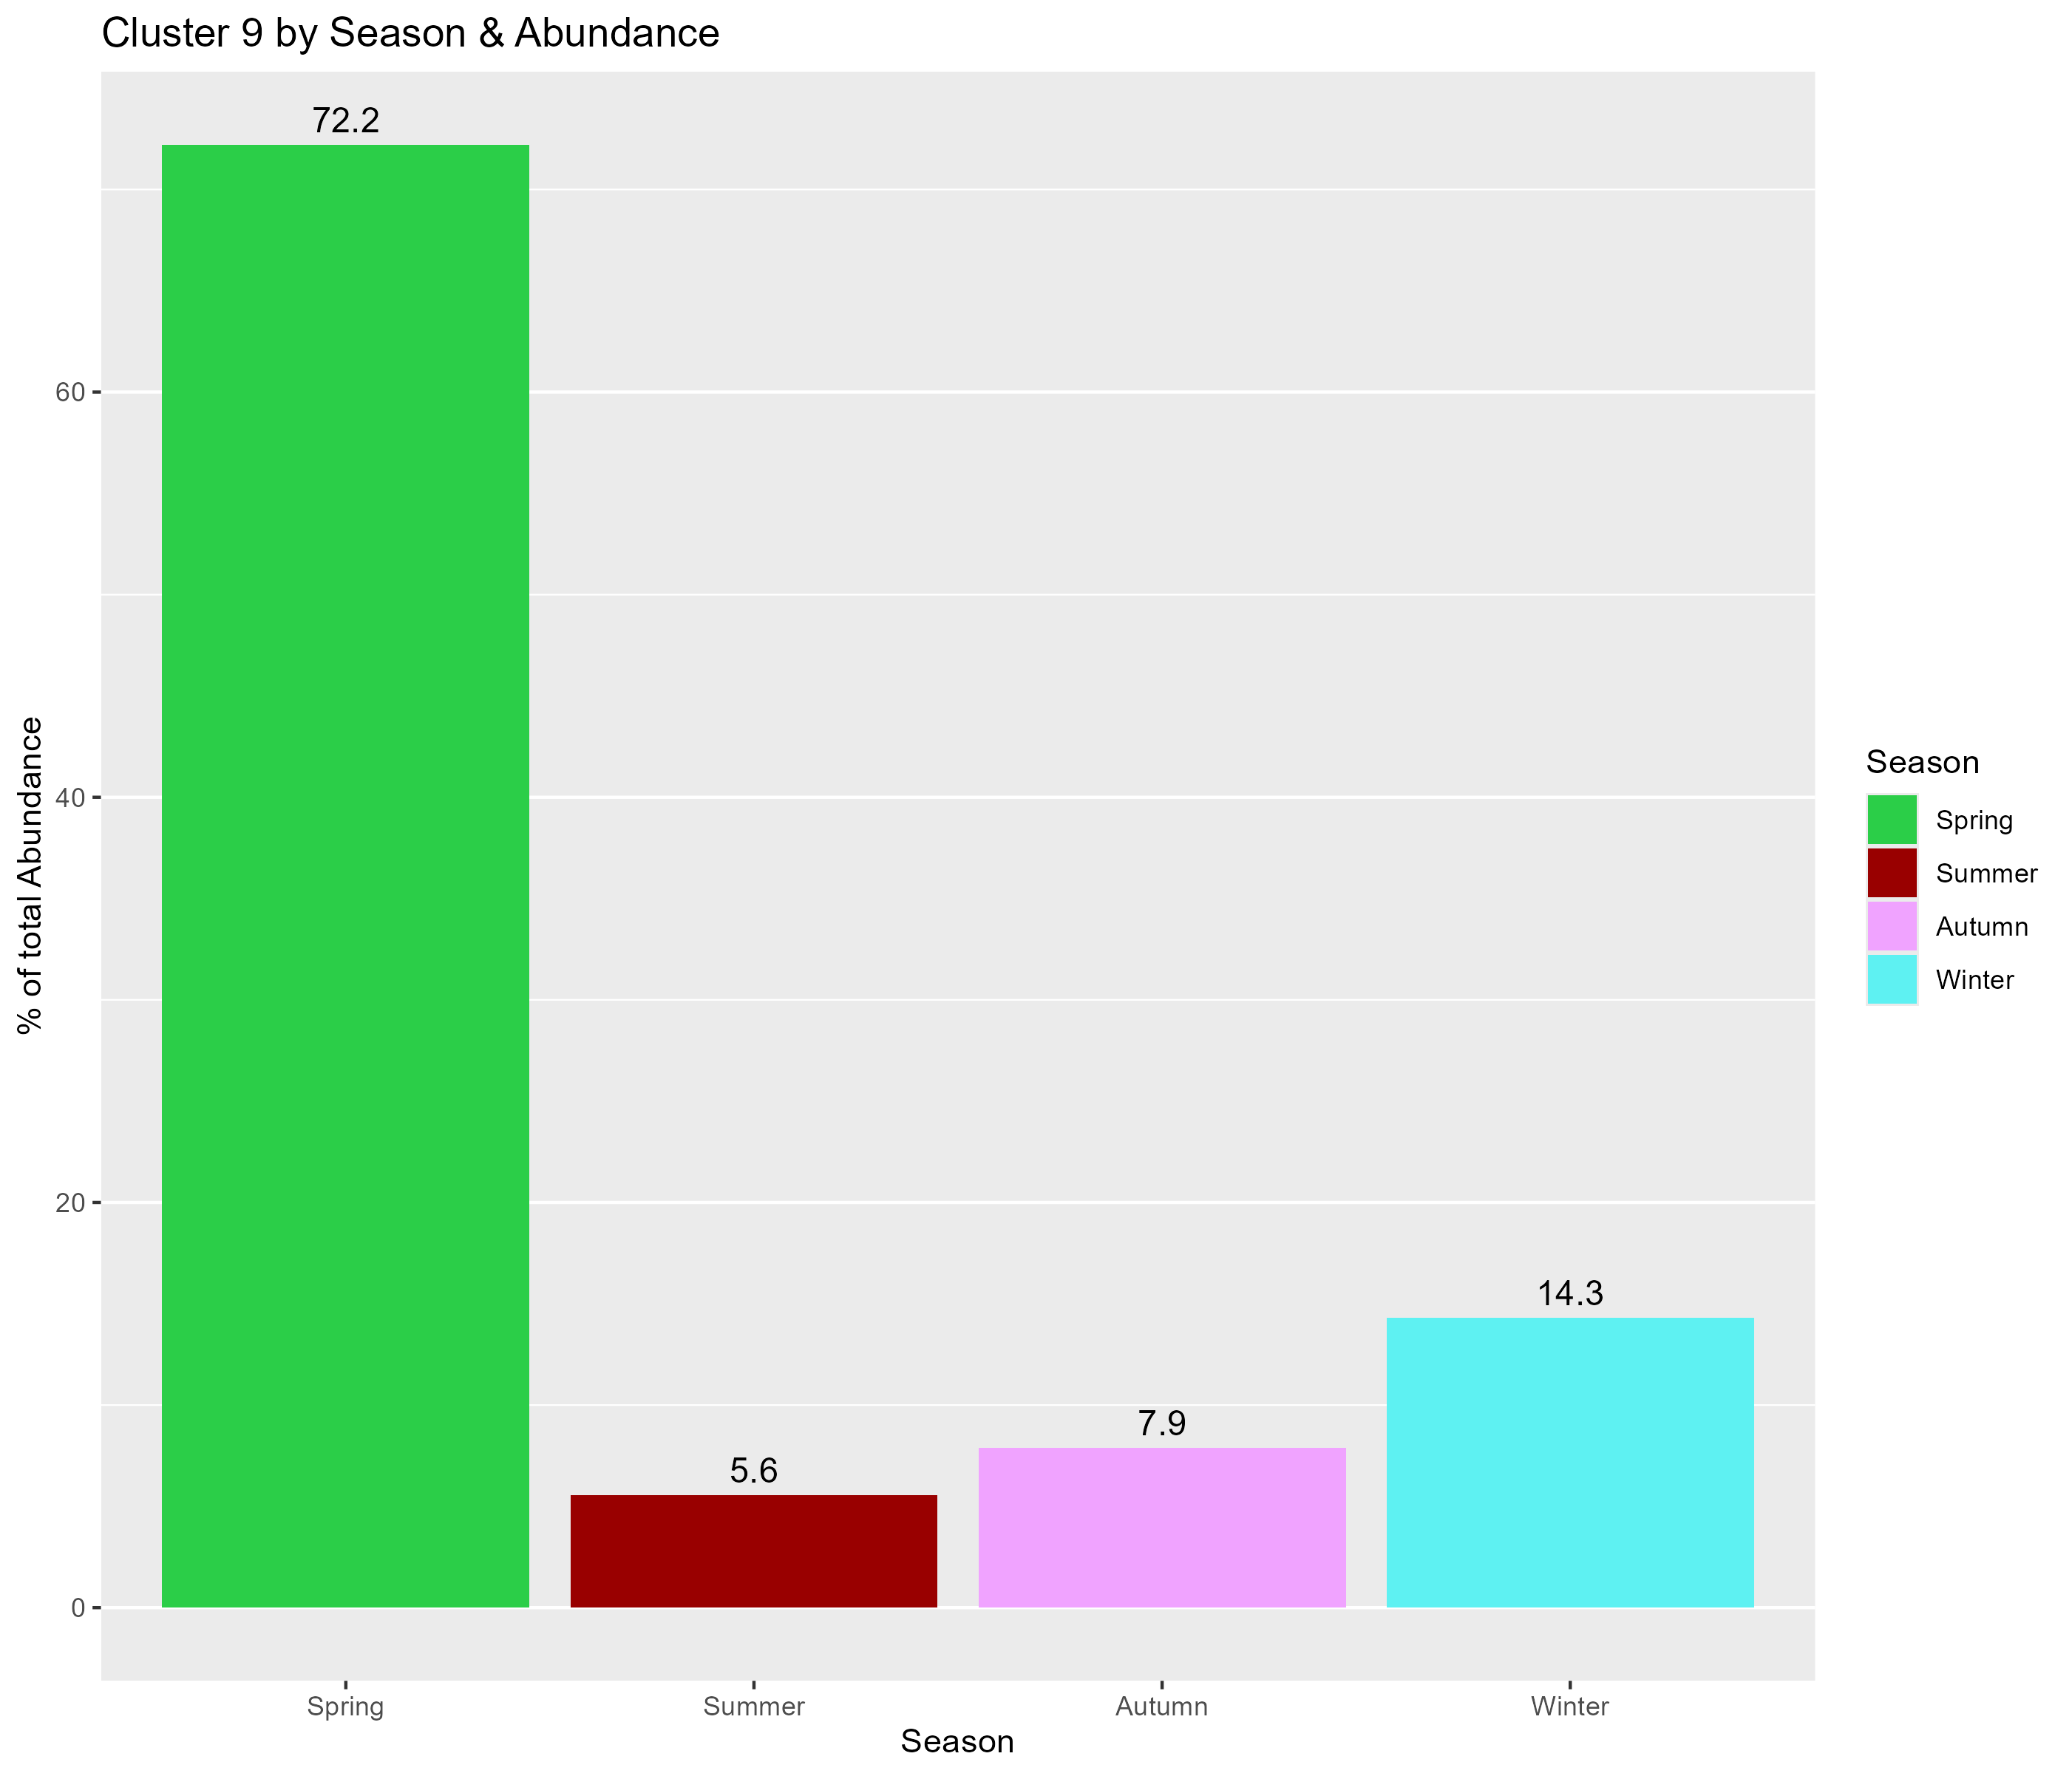 Cluster 9 by Season & Abundance
72.2
5.6
7.9
14.3
60
40
20
0
% of total Abundance
Spring
Summer
Autumn
Winter
Season
Season
Spring
Summer
Autumn
Winter